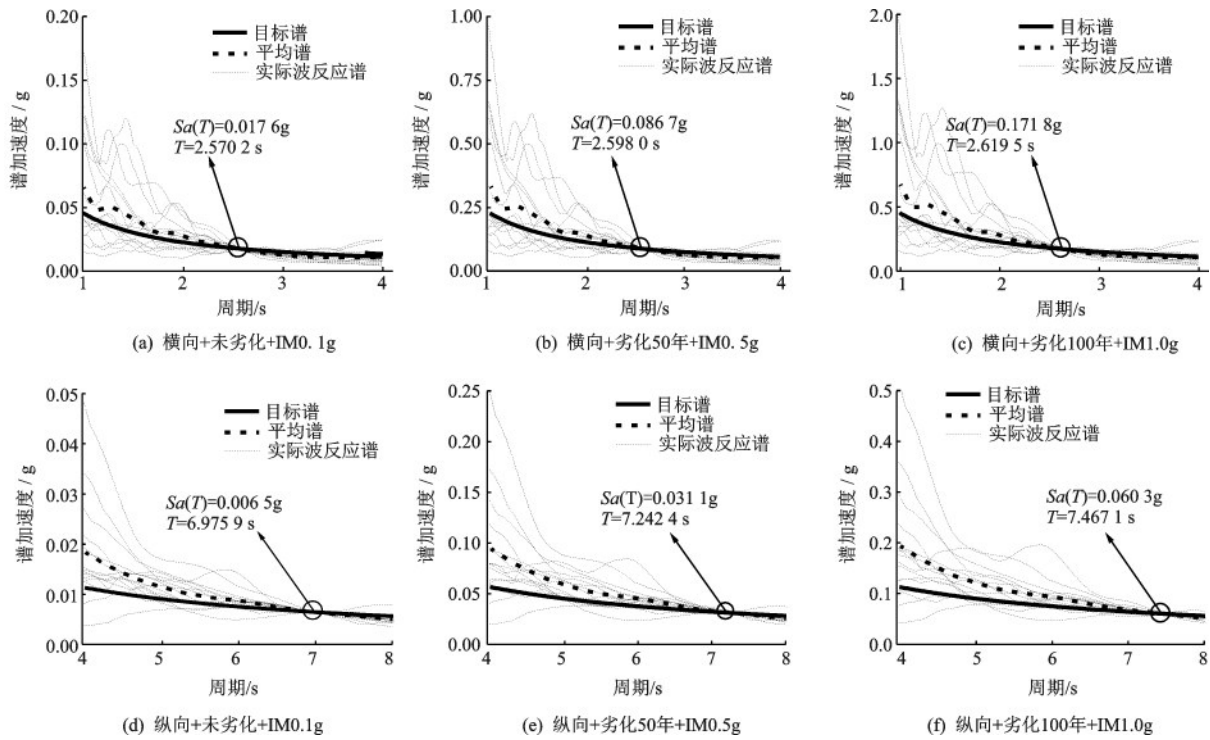 0.20
0.15
0.10
0.05
0.00
谱加速度 / g
目标谱
平均谱
实际波反应谱
Sa(T)=0.017 6g
T=2.570 2 s
1 2 3 4
周期/s
(a) 横向+未劣化+IM0. 1g
1.00
0.75
0.50
0.25
0.00
谱加速度 / g
目标谱
平均谱
实际波反应谱
Sa(T)=0.086 7g
T=2.598 0 s
1 2 3 4
周期/s
(b) 横向+劣化50年+IM0. 5g
2.0
1.5
1.0
0.5
0.0
谱加速度 / g
目标谱
平均谱
实际波反应谱
Sa(T)=0.171 8g
T=2.619 5 s
1 2 3 4
周期/s
(c) 横向+劣化100年+IM1.0g
0.05
0.04
0.03
0.02
0.01
0.00
谱加速度 / g
目标谱
平均谱
实际波反应谱
Sa(T)=0.006 5g
T=6.975 9 s
4 5 6 7 8
周期/s
(d) 纵向+未劣化+IM0.1g
0.25
0.20
0.15
0.10
0.05
0.00
谱加速度 / g
目标谱
平均谱
实际波反应谱
Sa(T)=0.031 1g
T=7.242 4 s
4 5 6 7 8
周期/s
(e) 纵向+劣化50年+IM0.5g
0.5
0.4
0.3
0.2
0.1
0.0
谱加速度 / g
目标谱
平均谱
实际波反应谱
Sa(T)=0.060 3g
T=7.467 1 s
4 5 6 7 8
周期/s
(f) 纵向+劣化100年+IM1.0g